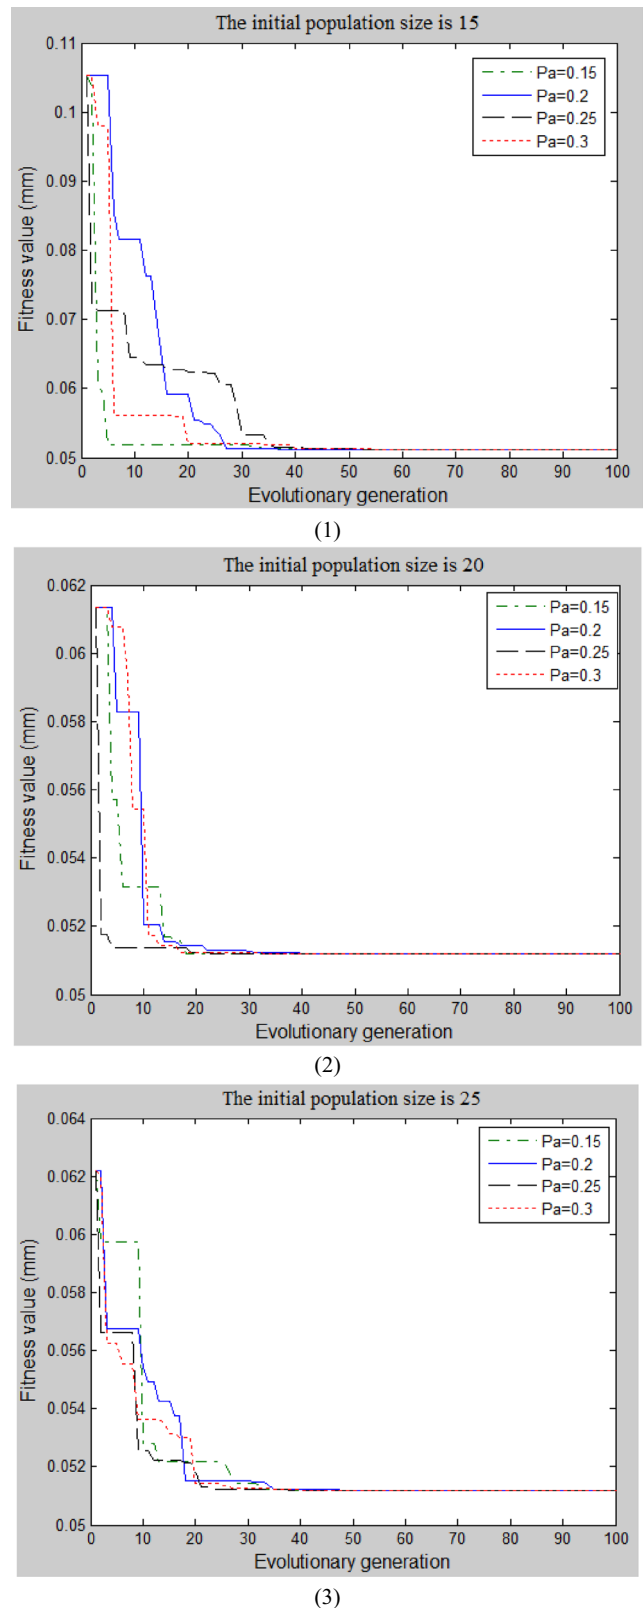 The initial population size is 15
0.11
0.1
0.09
0.08
0.07
0.06
0.05
Fitness value (mm)
Pa=0.15
Pa=0.2
Pa=0.25
Pa=0.3
0 10 20 30 40 50 60 70 80 90 100
Evolutionary generation
(1)
The initial population size is 20
0.062
0.06
0.058
0.056
0.054
0.052
0.05
Fitness value (mm)
Pa=0.15
Pa=0.2
Pa=0.25
Pa=0.3
0 10 20 30 40 50 60 70 80 90 100
Evolutionary generation
(2)
The initial population size is 25
0.064
0.062
0.06
0.058
0.056
0.054
0.052
0.05
Fitness value (mm)
Pa=0.15
Pa=0.2
Pa=0.25
Pa=0.3
0 10 20 30 40 50 60 70 80 90 100
Evolutionary generation
(3)